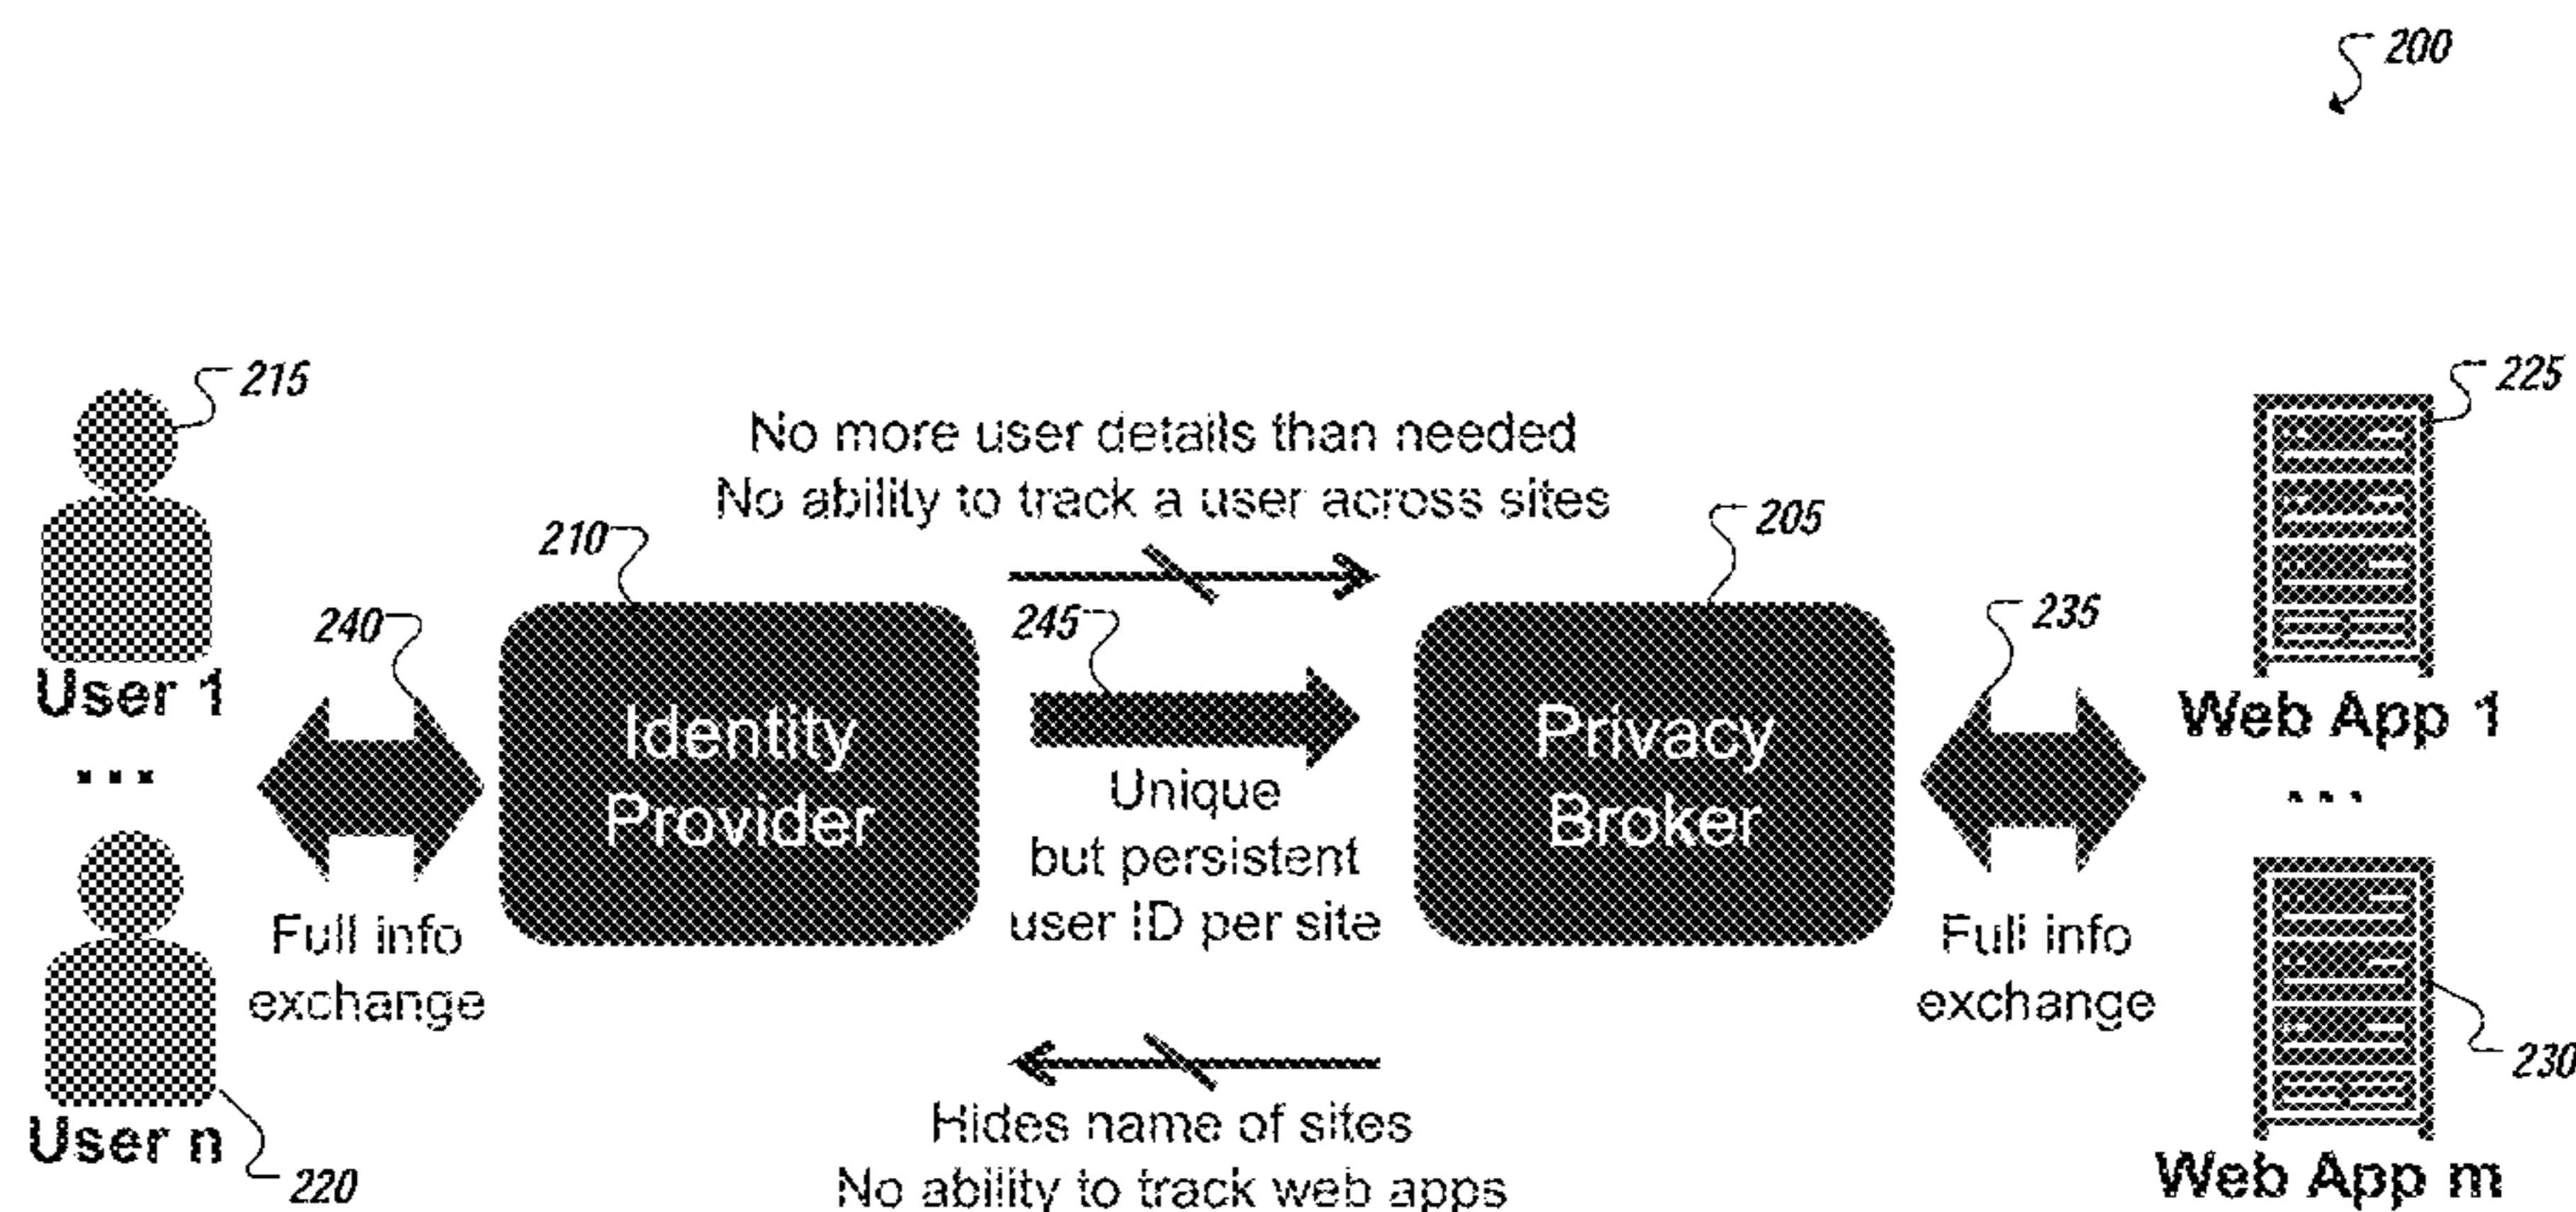 200
215
225
No more user details than needed
No ability to track a user across sites
205
210
240
245
235
User 1
...
Identity
Provider
Unique
but persistent
user ID per site
Privacy
Broker
Web App 1
...
Full info
exchange
Full info
exchange
230
Hides name of sites
No ability to track web apps
User n
220
Web App m